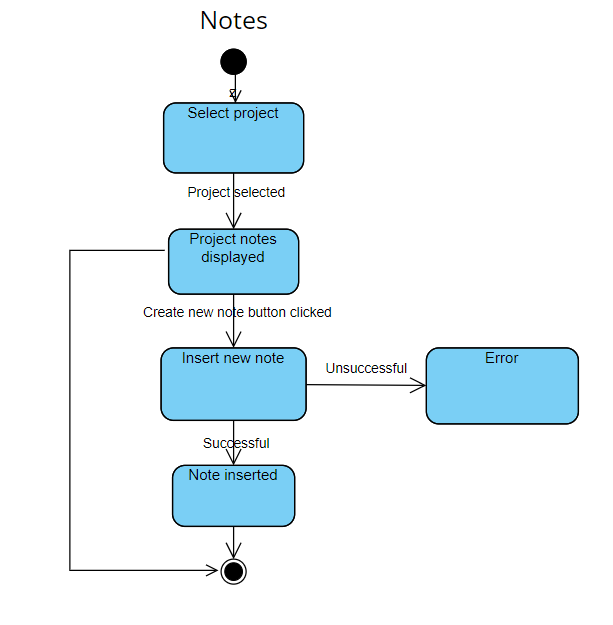 Notes
Select project
Project selected
Project notes
displayed
Create new note button clicked
Insert new note
Unsuccessful
Error
Successful
Note inserted